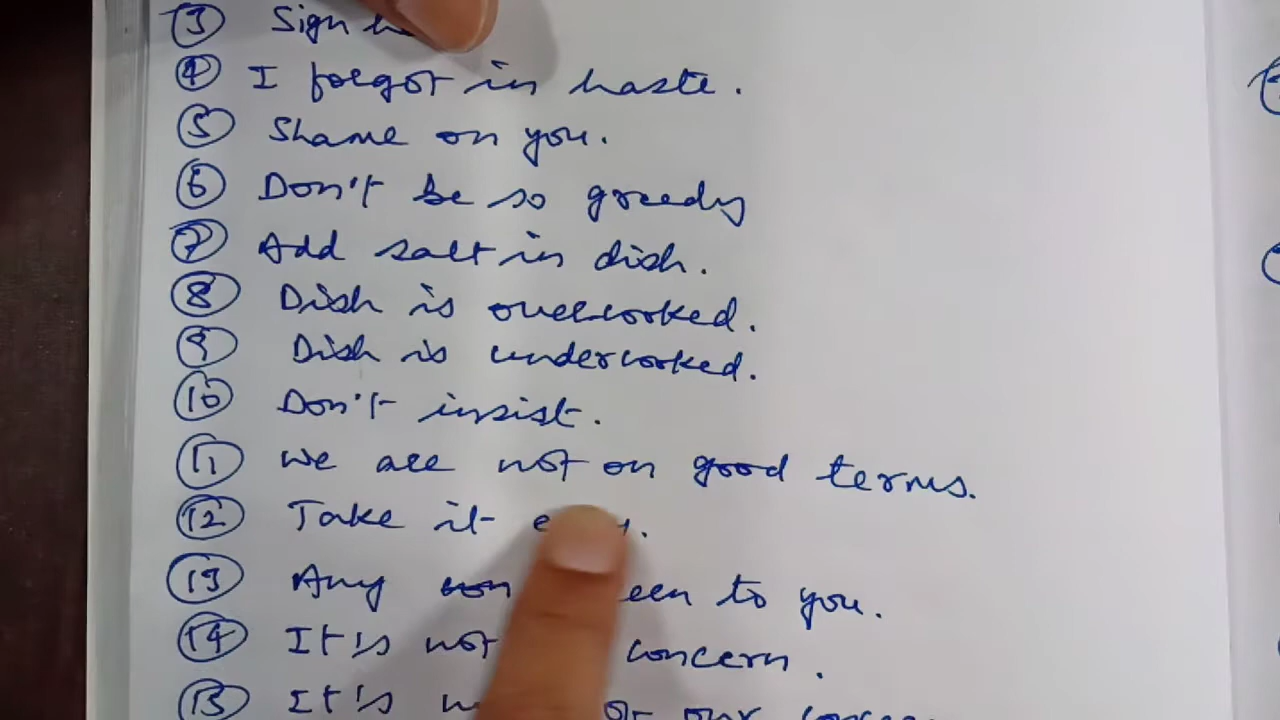 3 Sign
4 I forgot in haste.
5 Shame on you.
6 Don't be so greedy
7 Add salt in dish.
8 Dish is overcooked.
9 Dish is undercooked.
10 Don't insist.
11 We are not on good terms.
12 Take it
13 Any to you.
14 It's not concern.
15 It's of our